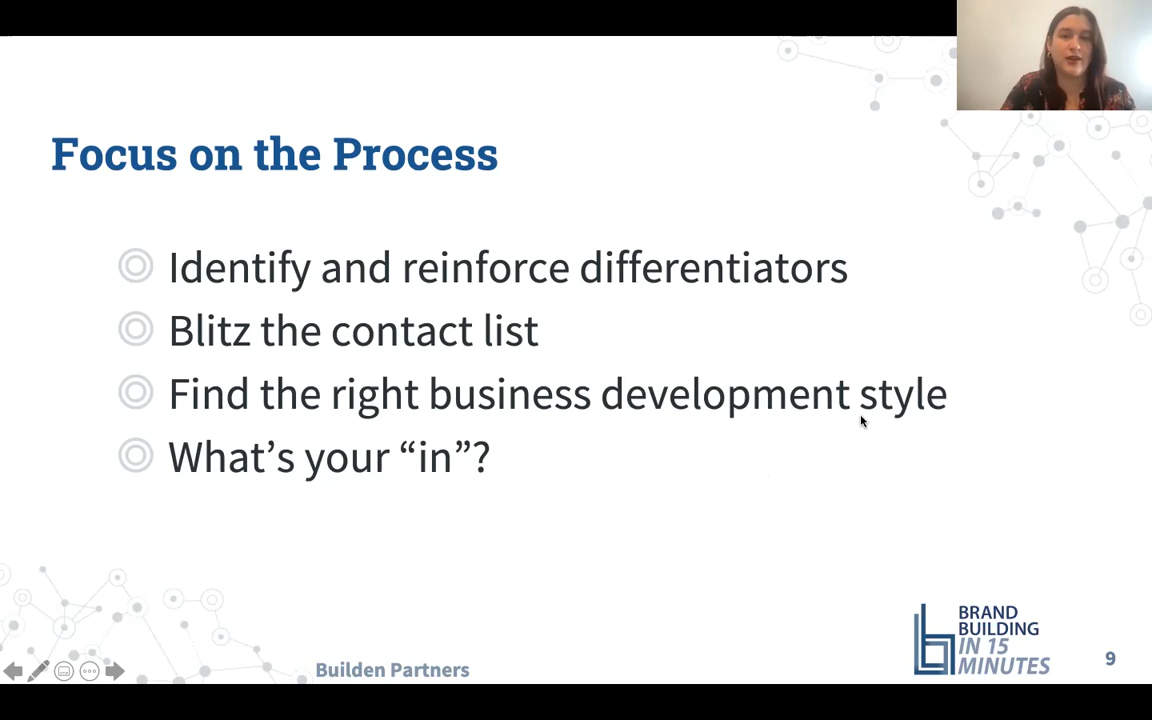 Focus on the Process
Identify and reinforce differentiators
Blitz the contact list
Find the right business development style
What’s your “in”?
Builden Partners
BRAND
BUILDING
IN 15
MINUTES
9